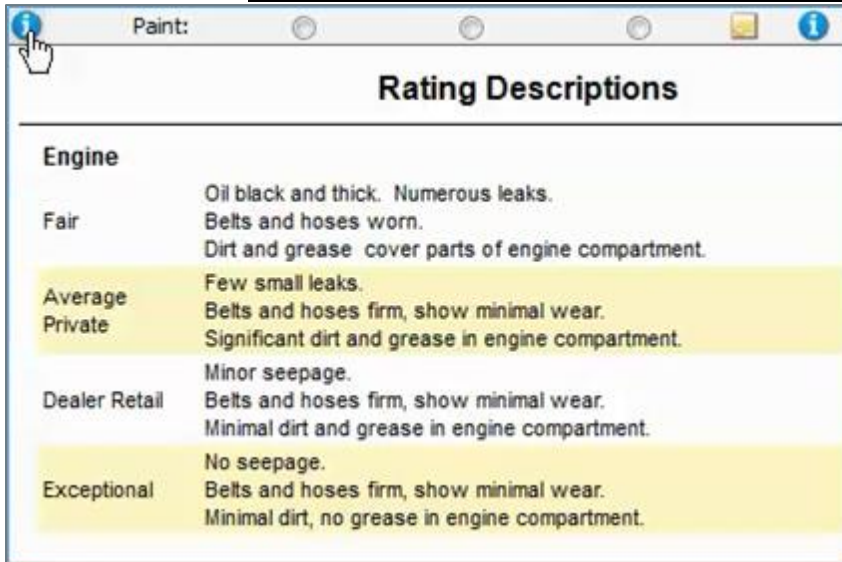 Paint:
Rating Descriptions
Engine
Fair
Oil black and thick. Numerous leaks.
Belts and hoses worn.
Dirt and grease cover parts of engine compartment.
Average
Private
Few small leaks.
Belts and hoses firm, show minimal wear.
Significant dirt and grease in engine compartment.
Dealer Retail
Minor seepage.
Belts and hoses firm, show minimal wear.
Minimal dirt and grease in engine compartment.
Exceptional
No seepage.
Belts and hoses firm, show minimal wear.
Minimal dirt, no grease in engine compartment.